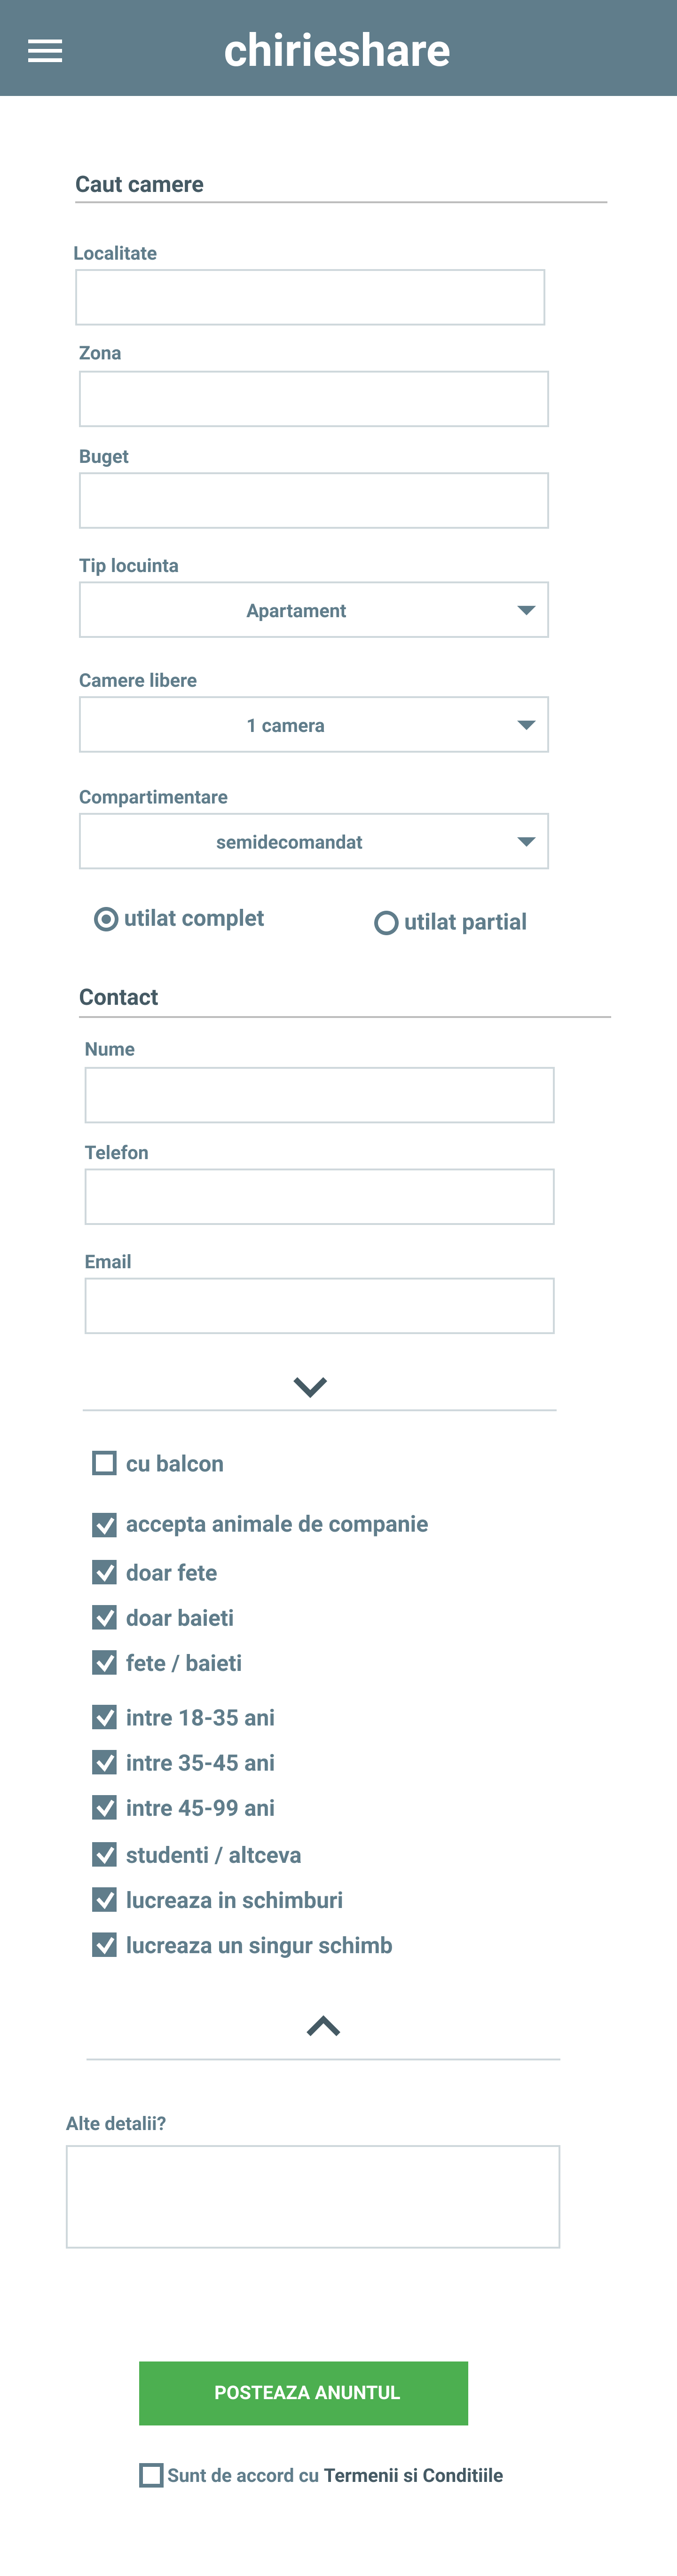 chirieshare
Caut camere
Localitate
Zona
Buget
Tip locuinta
Apartament
Camere libere
1 camera
Compartimentare
semidecomandat
utilat complet
utilat partial
Contact
Nume
Telefon
Email
cu balcon
accepta animale de companie
doar fete
doar baieti
fete / baieti
intre 18-35 ani
intre 35-45 ani
intre 45-99 ani
studenti / altceva
lucreaza in schimburi
lucreaza un singur schimb
Alte detalii?
POSTEAZA ANUNTUL
Sunt de accord cu Termenii si Conditiile